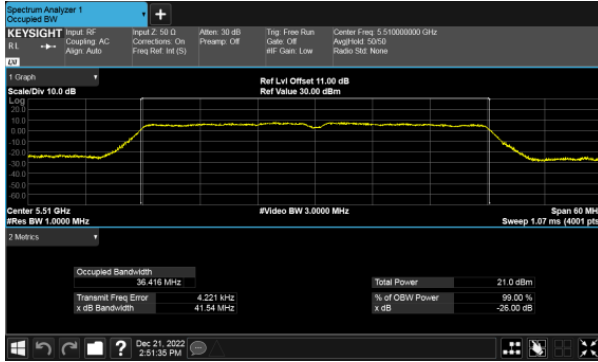 Spectrum Analyzer 1
Occupied BW
KEYSIGHT
Input: RF
Coupling: AC
Align: Auto
Input Z: 50 Ω
Corrections: On
Freq Ref: Int (S)
Atten: 30 dB
Preamp: Off
Trig: Free Run
Gate: Off
#IF Gain: Low
Center Freq: 5.510000000 GHz
Avg|Hold: 50/50
Radio Std: None
R L
LXI
1 Graph
Scale/Div 10.0 dB
Ref Lvl Offset 11.00 dB
Ref Value 30.00 dBm
Log
20.0
10.0
0.00
-10.0
-20.0
-30.0
-40.0
-50.0
-60.0
Center 5.51 GHz
#Video BW 3.0000 MHz
Span 60 MH
#Res BW 1.0000 MHz
Sweep 1.07 ms (4001 pts
2 Metrics
Occupied Bandwidth
36.416 MHz
Total Power 21.0 dBm
Transmit Freq Error 4.221 kHz
% of OBW Power 99.00 %
x dB Bandwidth 41.54 MHz
x dB -26.00 dB
?
Dec 21, 2022
2:51:35 PM